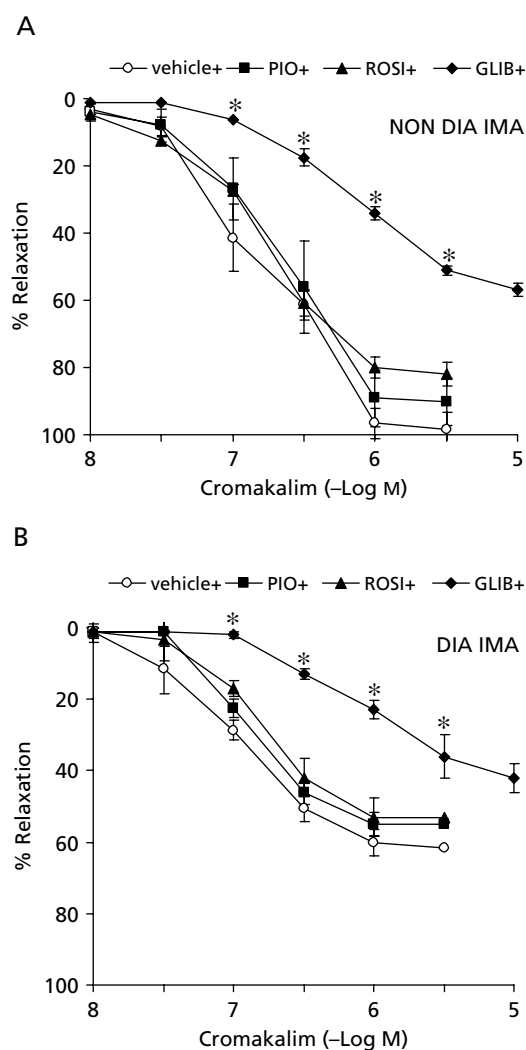 A
vehicle+ PIO+ ROSI+ GLIB+
0
20
40
60
80
100
% Relaxation
NON DIA IMA
* * * *
8 7 6 5
Cromakalim (–Log M)
B
vehicle+ PIO+ ROSI+ GLIB+
0
20
40
60
80
100
% Relaxation
DIA IMA
* * * *
8 7 6 5
Cromakalim (–Log M)